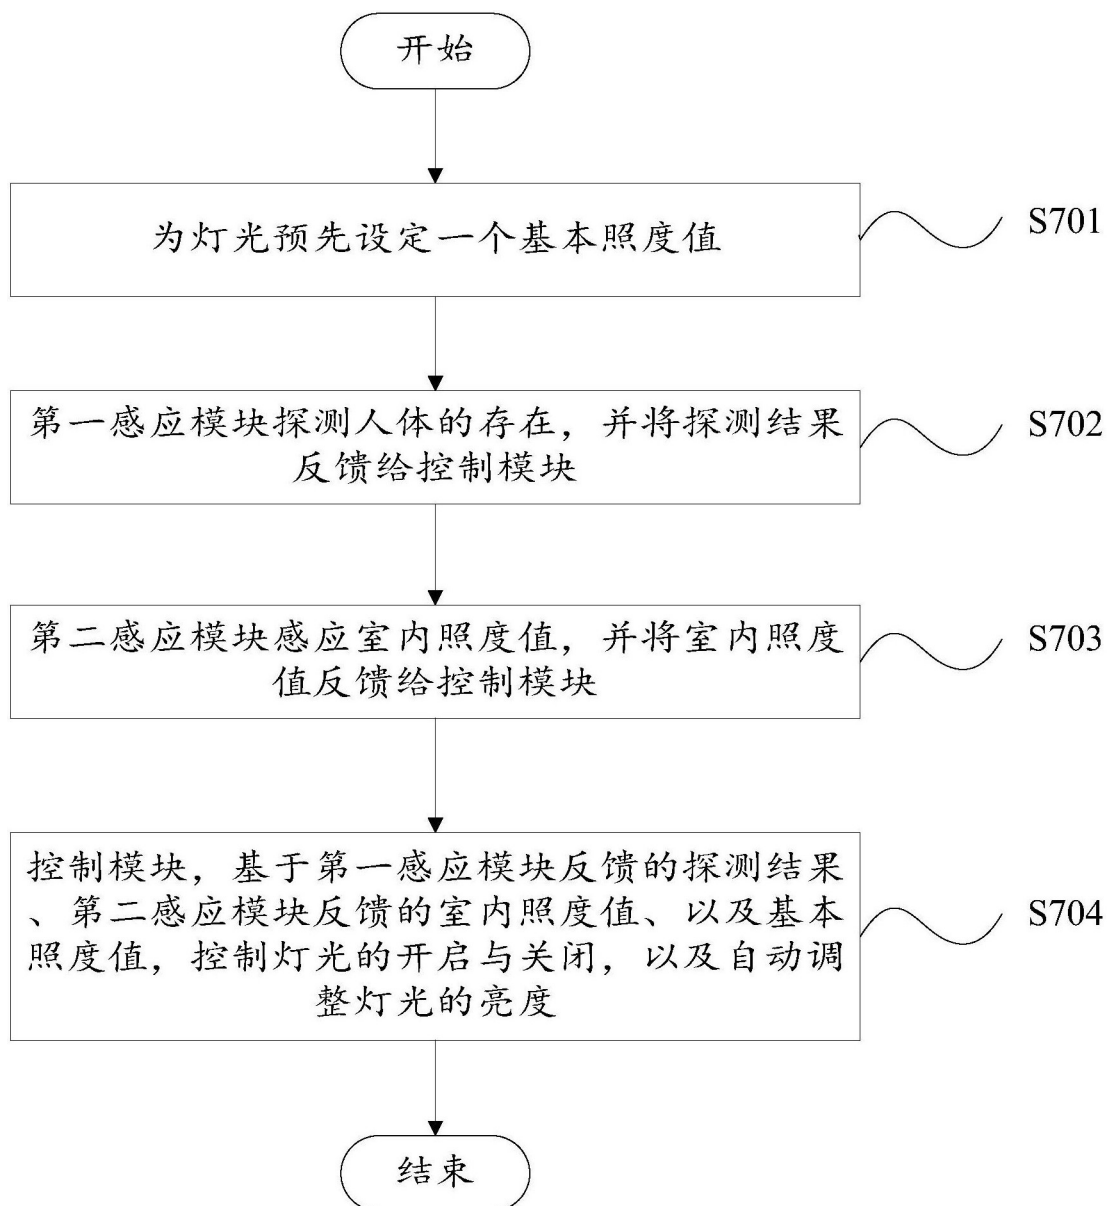 开始
为灯光预先设定一个基本照度值
S701
第一感应模块探测人体的存在，并将探测结果
反馈给控制模块
S702
第二感应模块感应室内照度值，并将室内照度
值反馈给控制模块
S703
控制模块，基于第一感应模块反馈的探测结果
、第二感应模块反馈的室内照度值、以及基本
照度值，控制灯光的开启与关闭，以及自动调
整灯光的亮度
S704
结束